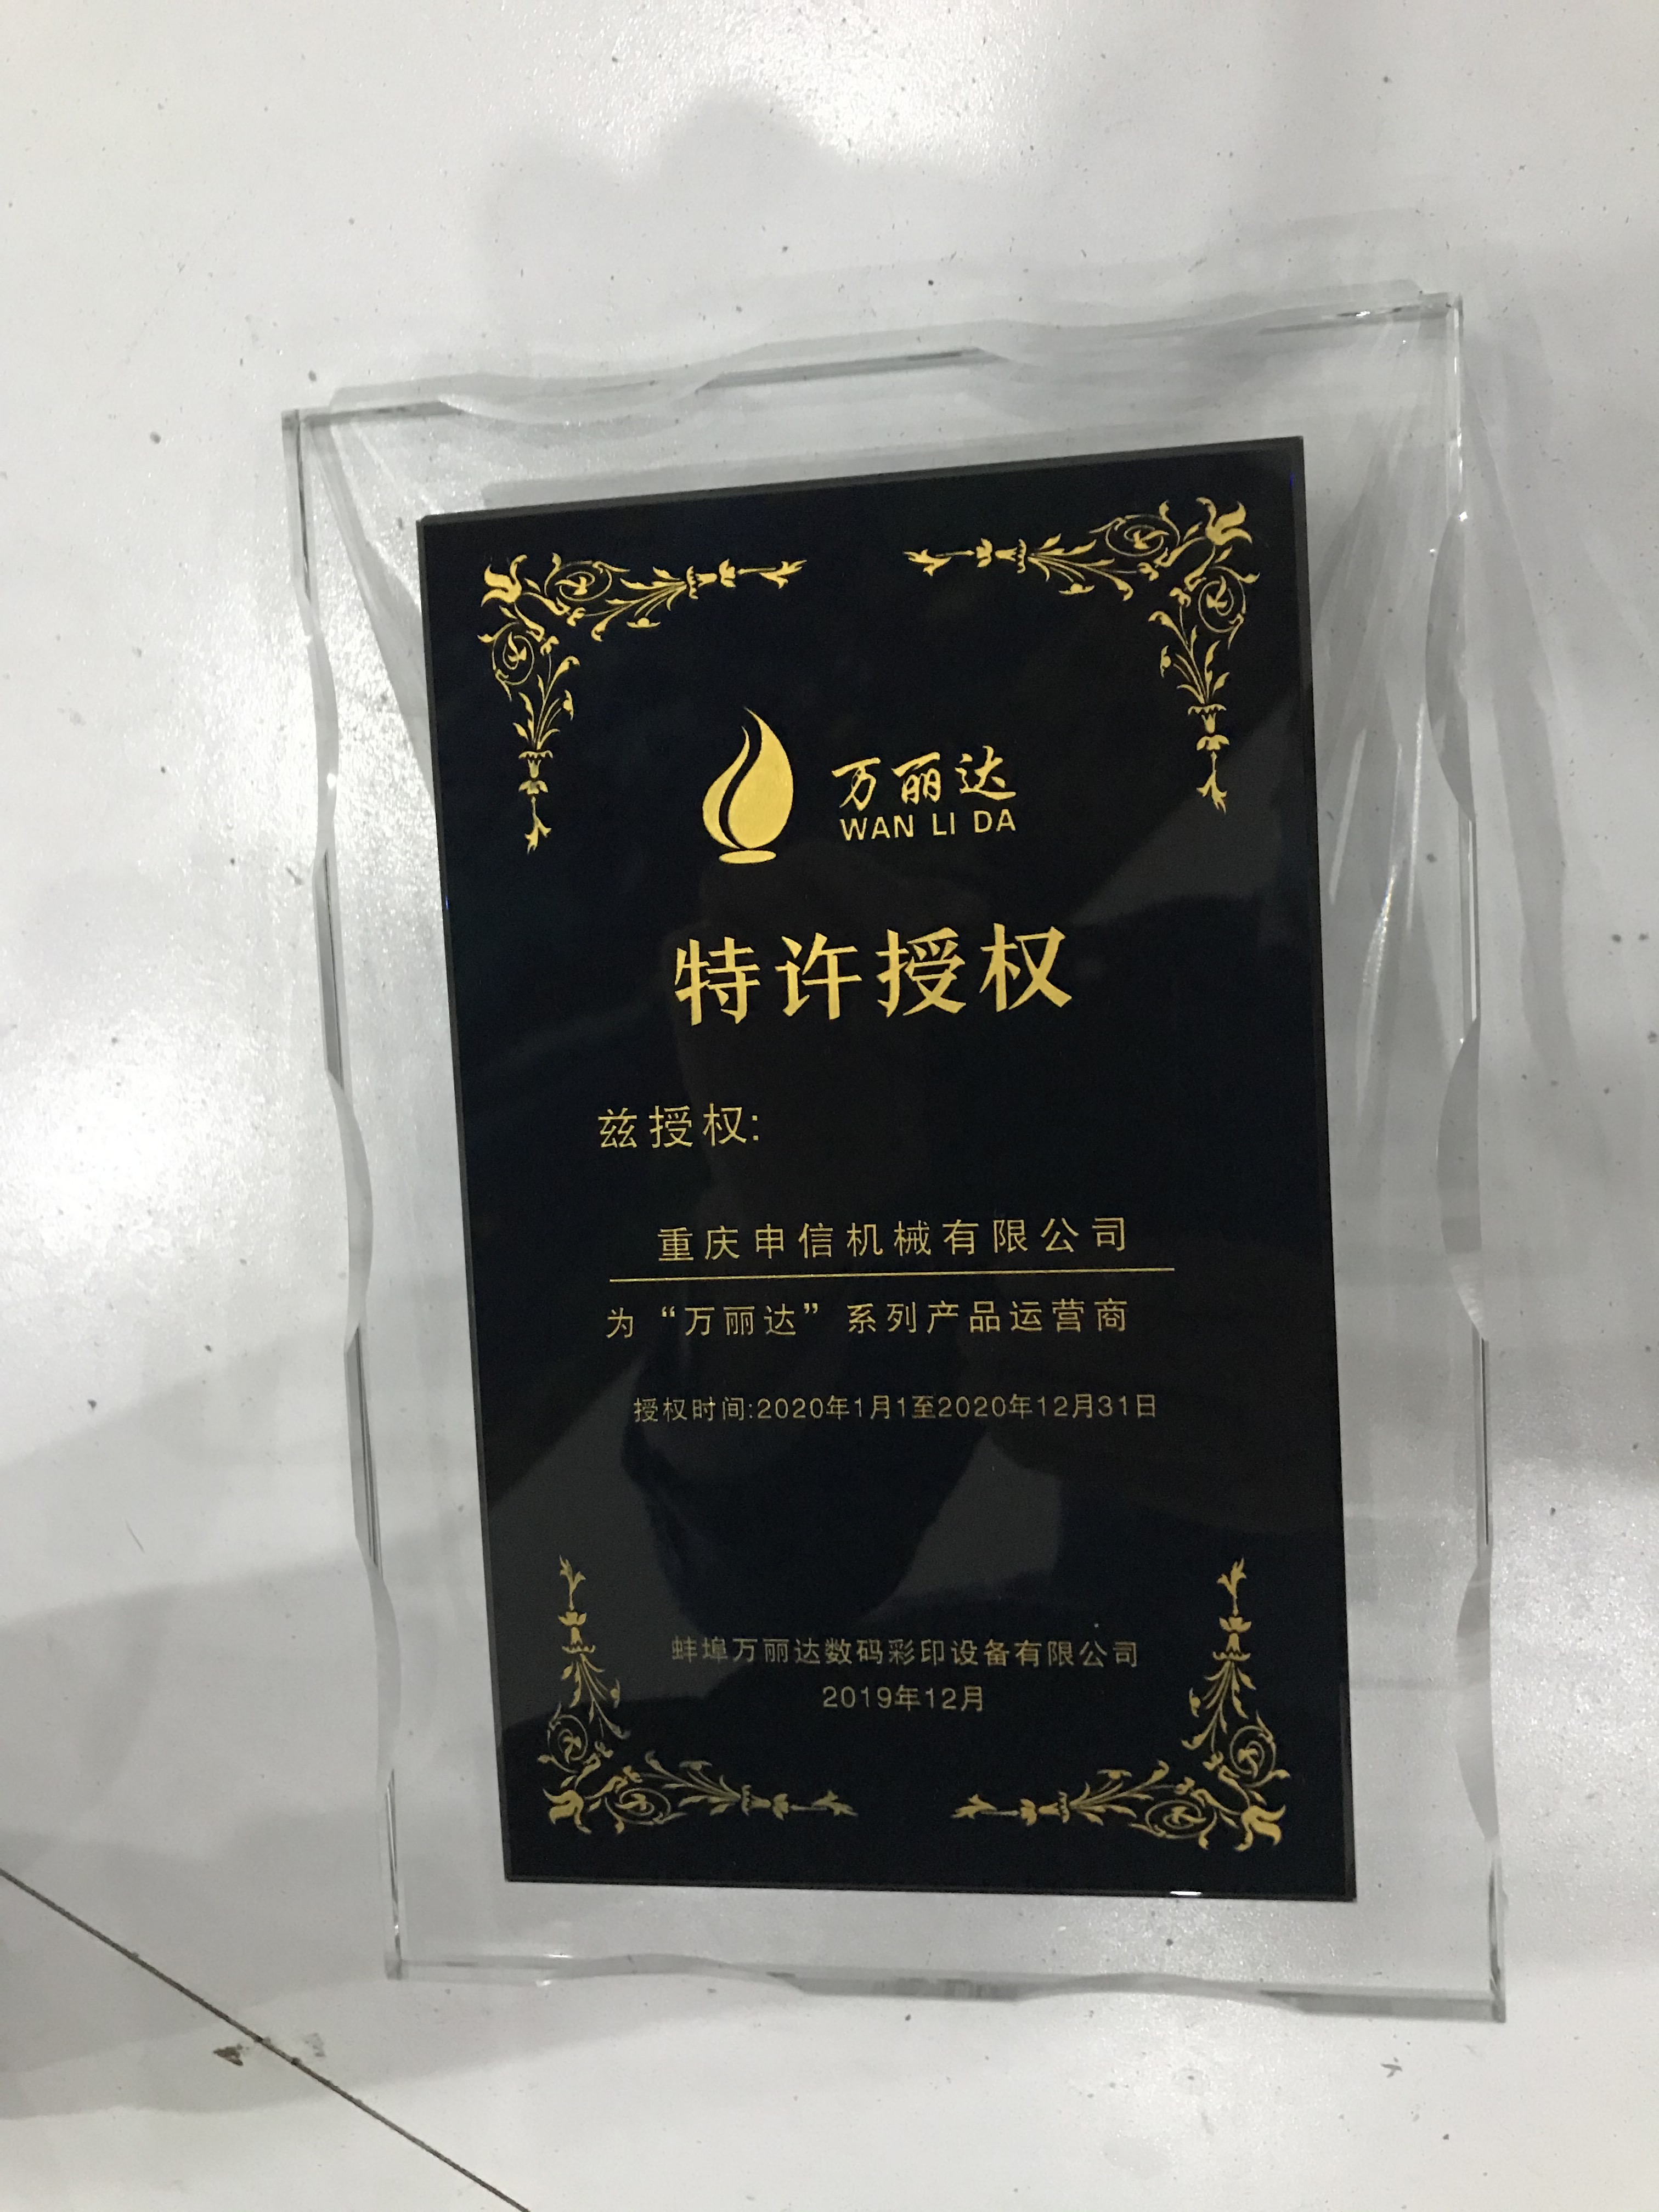 万丽达
WAN LI DA
特许授权
兹授权:
重庆申信机械有限公司
为“万丽达”系列产品运营商
授权时间:2020年1月1至2020年12月31日
蚌埠万丽达数码彩印设备有限公司
2019年12月